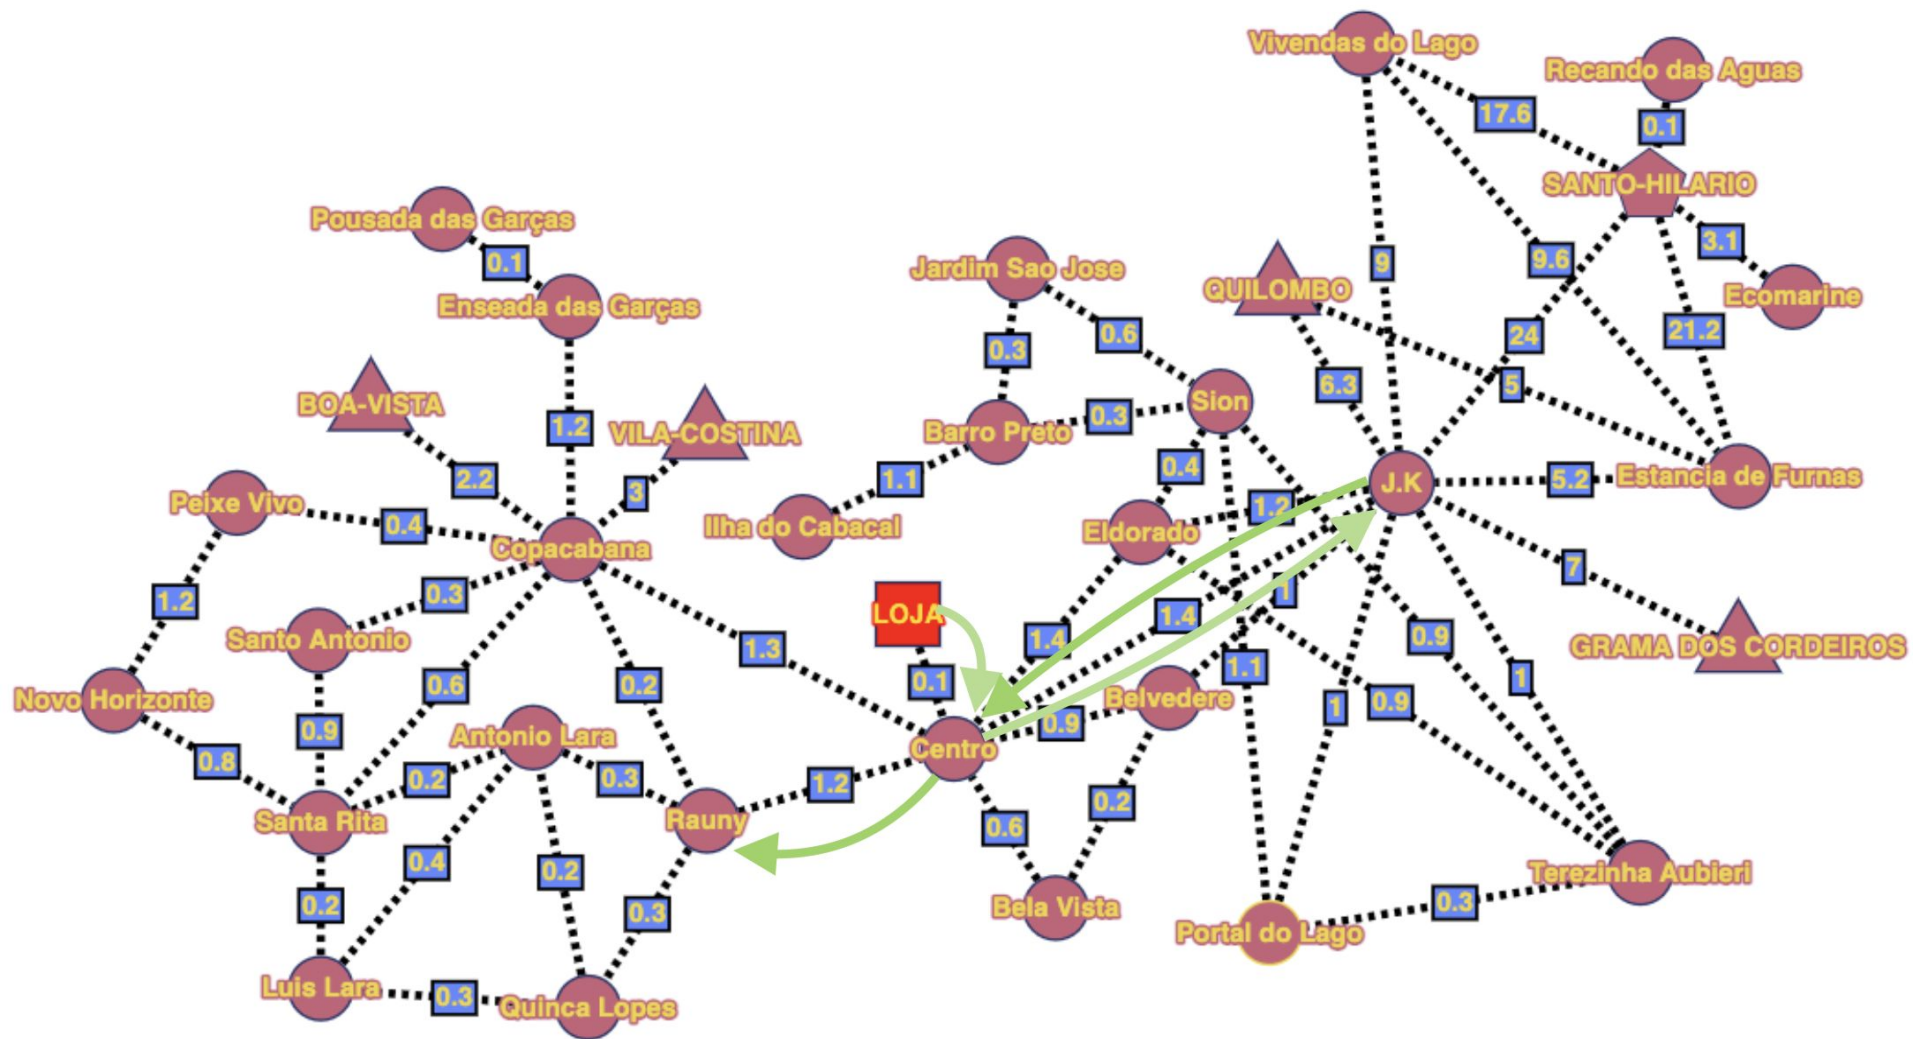 Vivendas do Lago
Recando das Aguas
17.6
0.1
SANTO-HILARIO
Pousada das Garças
0.1
3.1
Jardim Sao Jose
9
9.6
QUILOMBO
Ecomarine
Enseada das Garças
0.6
24
21.2
0.3
6.3
5
BOA-VISTA
Sion
0.3
1.2
VILA-COSTINA
Barro Preto
0.4
1.1
2.2
3
J.K
5.2
Estancia de Furnas
Peixe Vivo
0.4
1.2
Ilha do Cabacal
Eldorado
Copacabana
7
1
0.3
1.2
LOJA
1.4
1.4
0.9
Santo Antonio
1.3
GRAMA DOS CORDEIROS
1.1
0.6
0.2
0.1
1
Novo Horizonte
Belvedere
0.9
1
0.9
0.9
Antonio Lara
Centro
0.8
0.2
0.3
1.2
0.2
Santa Rita
Rauny
0.6
0.4
0.2
Terezinha Aubieri
0.2
0.3
Bela Vista
0.3
Portal do Lago
Luis Lara
0.3
Quinca Lopes